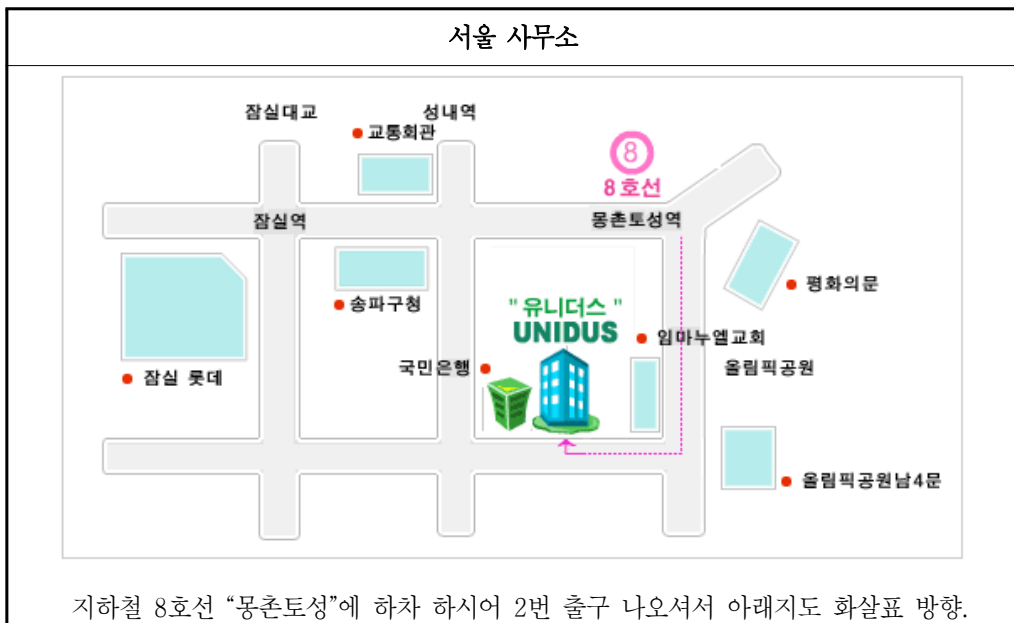 서울 사무소
잠실대교
성내역
교통회관
8
8호선
잠실역
몽촌토성역
평화의문
송파구청
" 유니더스 "
UNIDUS
임마누엘교회
국민은행
올림픽공원
잠실 롯데
올림픽공원남4문
지하철 8호선 “몽촌토성”에 하차 하시어 2번 출구 나오셔서 아래지도 화살표 방향.